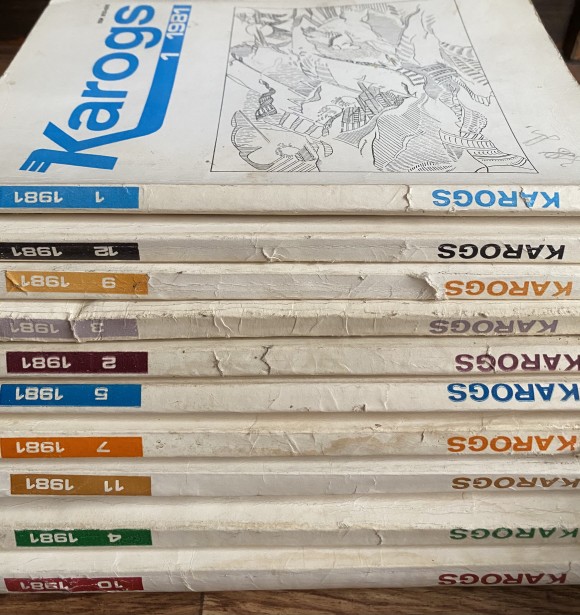 Karogs
1 1981
KAROGS 1 1981
KAROGS 12 1981
KAROGS 9 1981
KAROGS 3 1981
KAROGS 2 1981
KAROGS 5 1981
KAROGS 7 1981
KAROGS 11 1981
KAROGS 4 1981
KAROGS 10 1981